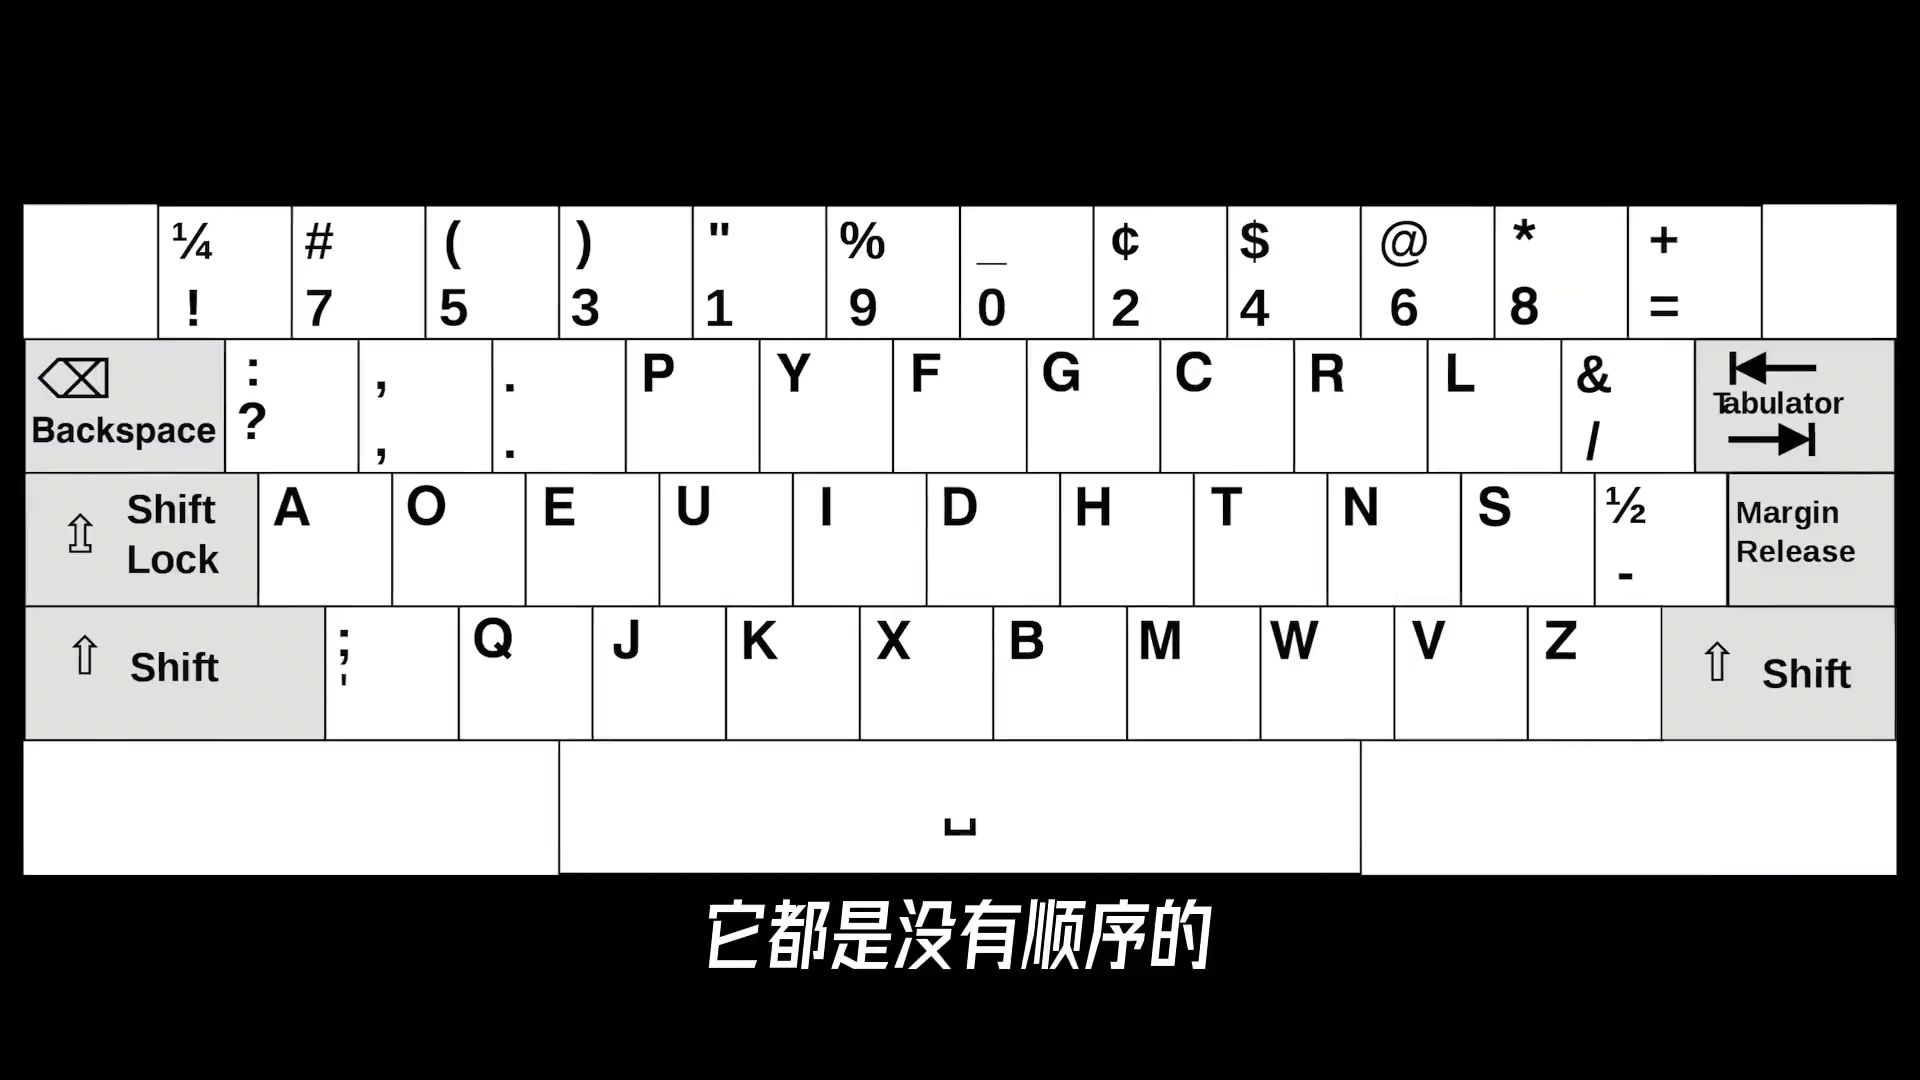 ¼ # ( ) " % _ ¢ $ @ * +
! 7 5 3 1 9 0 2 4 6 8 =
: , . P Y F G C R L &
Backspace ? , . / Tabulator
Shift Lock A O E U I D H T N S ½ - Margin Release
Shift ; ' Q J K X B M W V Z Shift
它都是没有顺序的